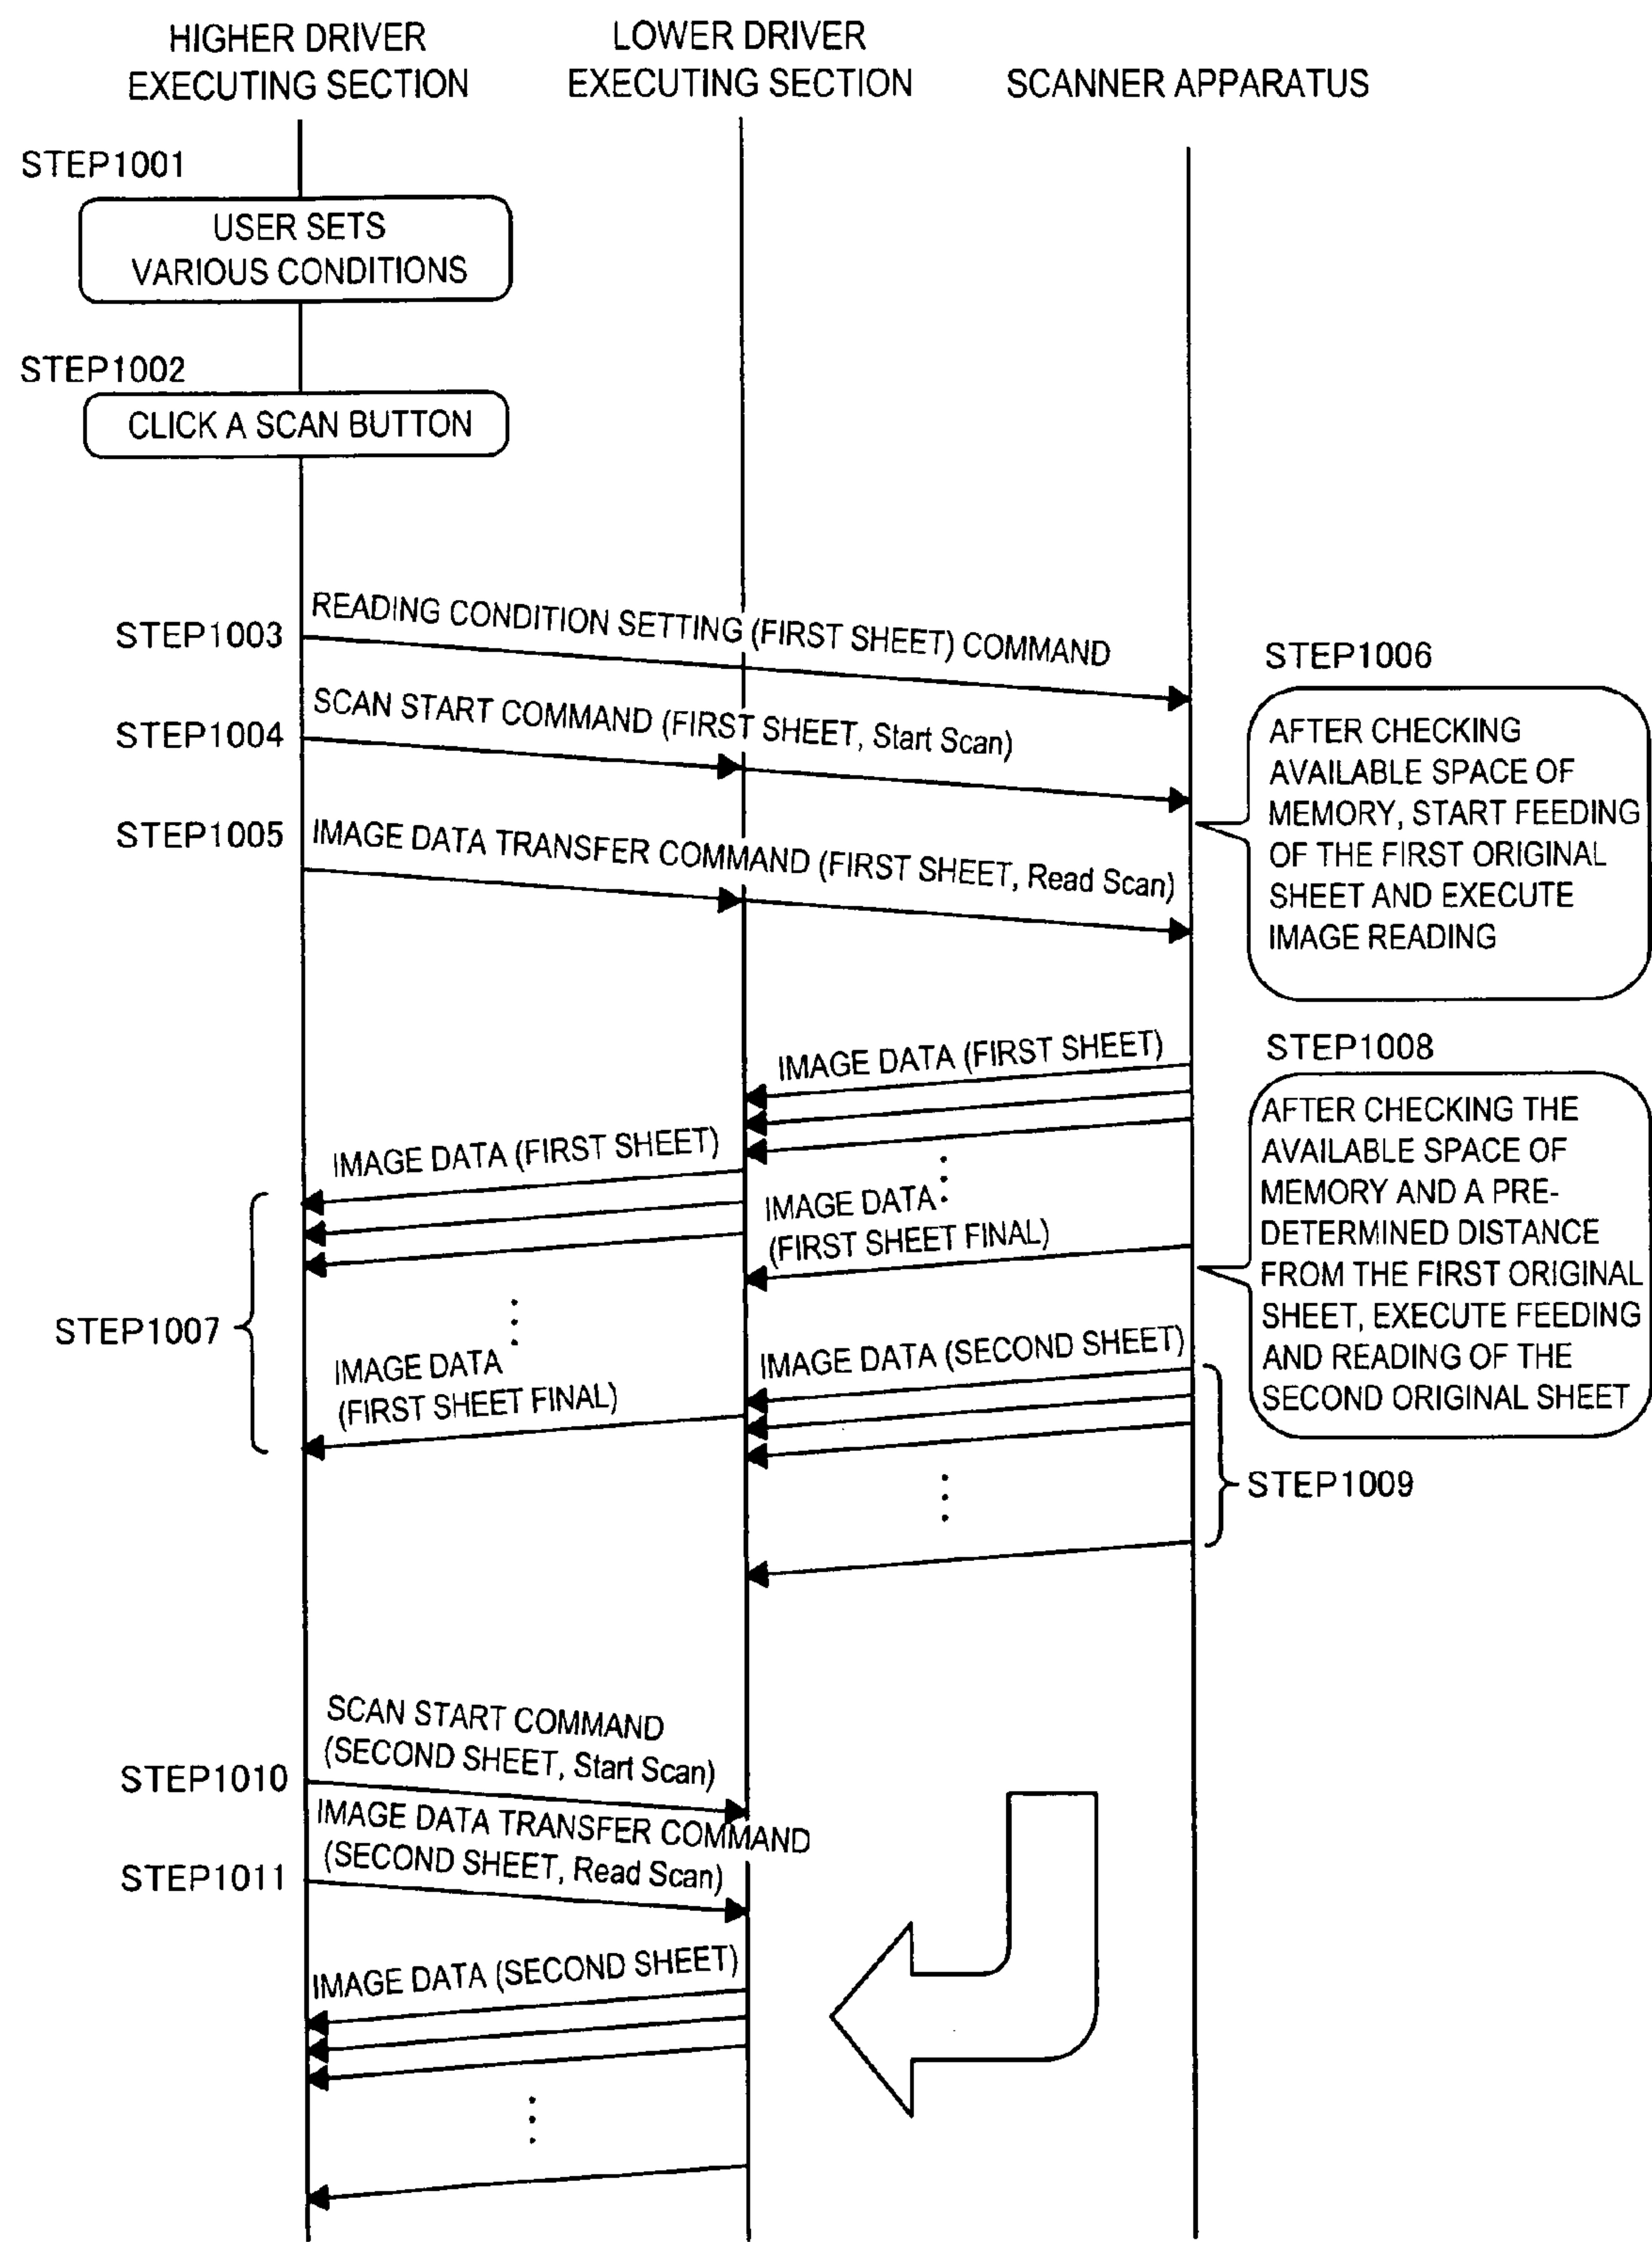 HIGHER DRIVER
EXECUTING SECTION
LOWER DRIVER
EXECUTING SECTION
SCANNER APPARATUS
STEP1001
USER SETS
VARIOUS CONDITIONS
STEP1002
CLICK A SCAN BUTTON
STEP1003
READING CONDITION SETTING (FIRST SHEET) COMMAND
STEP1004
SCAN START COMMAND (FIRST SHEET, Start Scan)
STEP1005
IMAGE DATA TRANSFER COMMAND (FIRST SHEET, Read Scan)
STEP1006
AFTER CHECKING
AVAILABLE SPACE OF
MEMORY, START FEEDING
OF THE FIRST ORIGINAL
SHEET AND EXECUTE
IMAGE READING
IMAGE DATA (FIRST SHEET)
IMAGE DATA (FIRST SHEET)
IMAGE DATA
(FIRST SHEET FINAL)
STEP1007
IMAGE DATA
(FIRST SHEET FINAL)
STEP1008
AFTER CHECKING THE
AVAILABLE SPACE OF
MEMORY AND A PRE-
DETERMINED DISTANCE
FROM THE FIRST ORIGINAL
SHEET, EXECUTE FEEDING
AND READING OF THE
SECOND ORIGINAL SHEET
IMAGE DATA (SECOND SHEET)
STEP1009
SCAN START COMMAND
(SECOND SHEET, Start Scan)
STEP1010
IMAGE DATA TRANSFER COMMAND
(SECOND SHEET, Read Scan)
STEP1011
IMAGE DATA (SECOND SHEET)